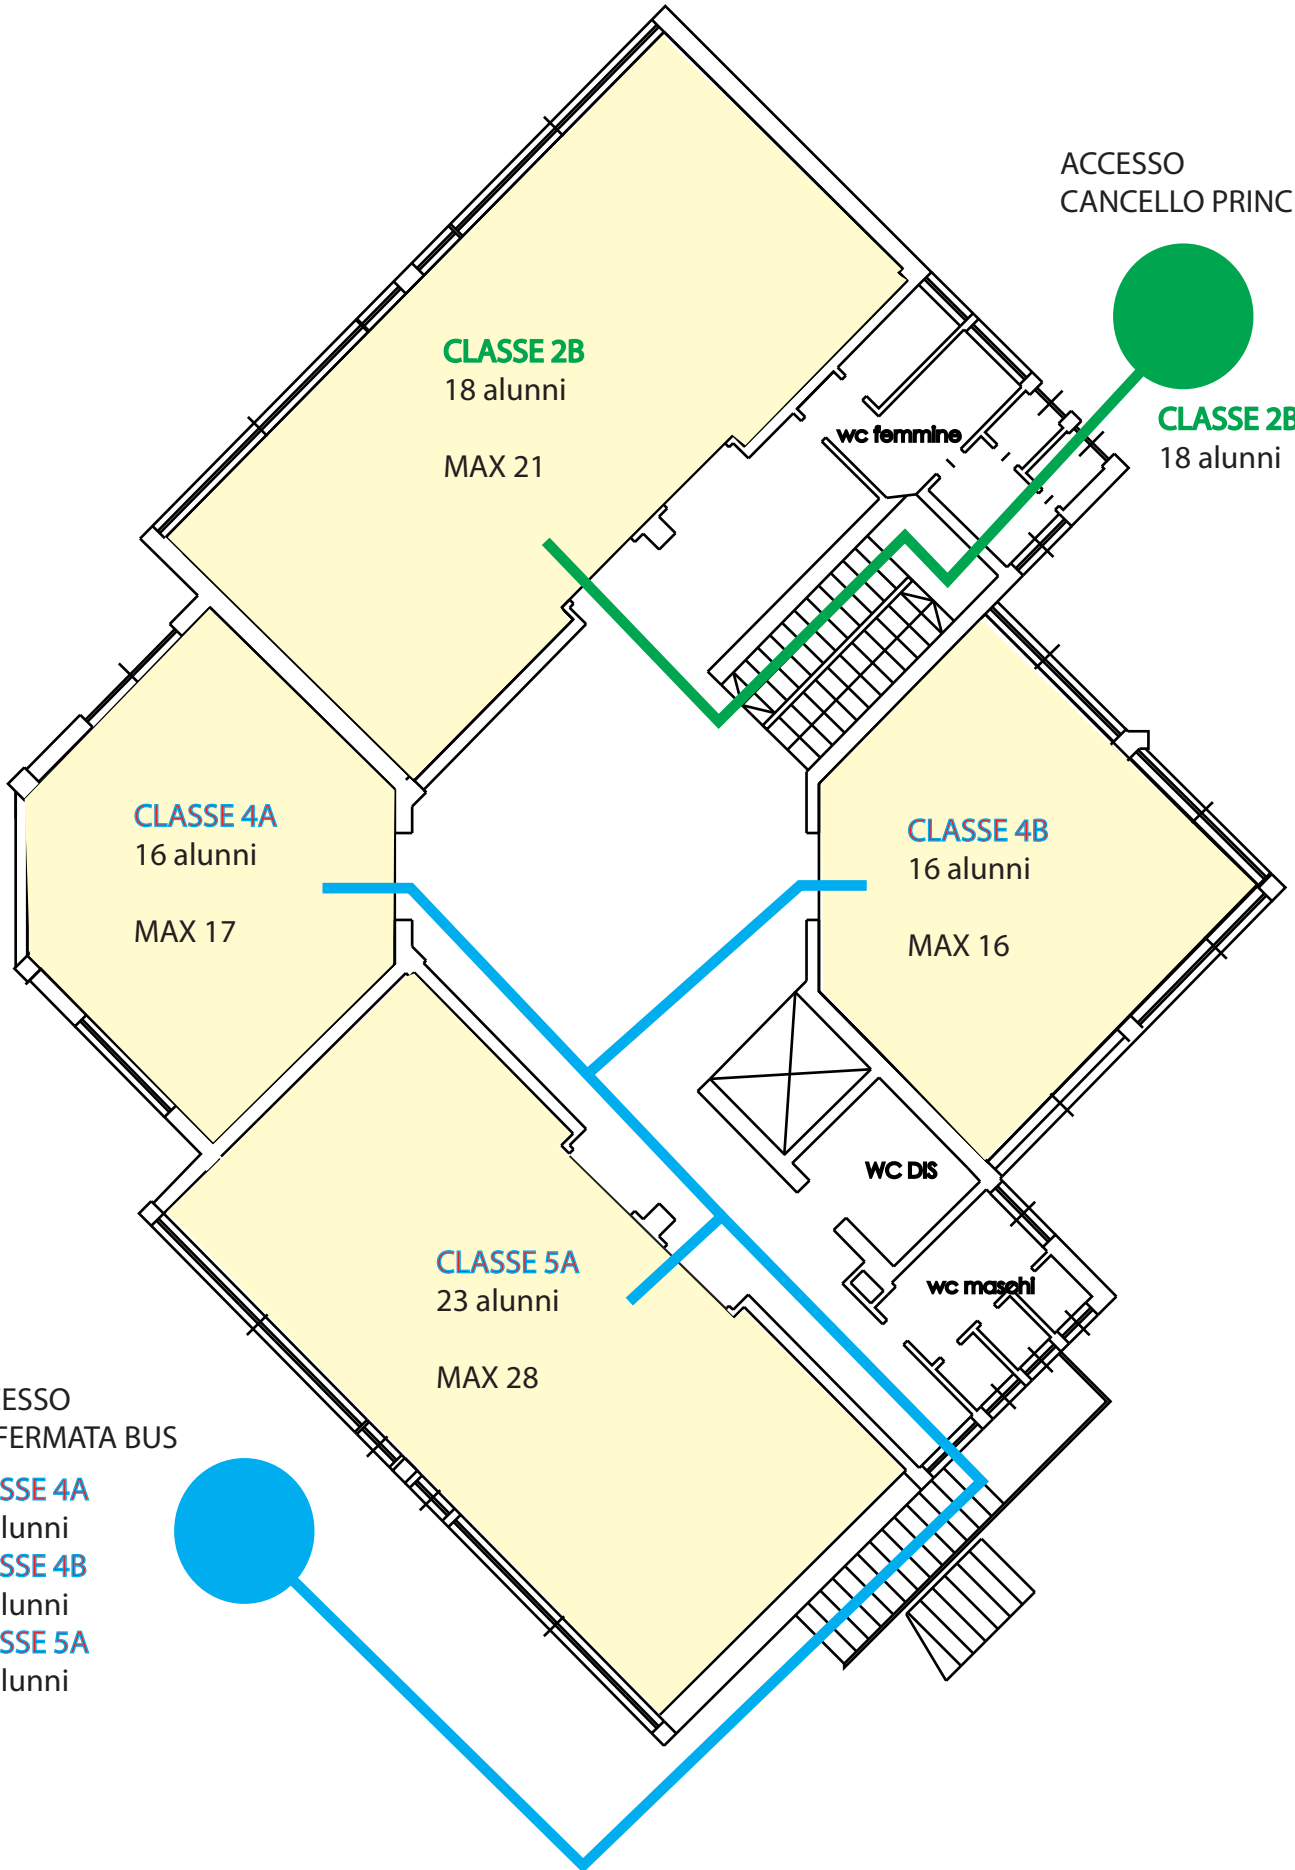 ACCESSO
CANCELLO PRINC
CLASSE 2B
18 alunni
MAX 21
wc femmine
CLASSE 2B
18 alunni
CLASSE 4A
16 alunni
MAX 17
CLASSE 4B
16 alunni
MAX 16
WC DIS
CLASSE 5A
23 alunni
MAX 28
wc maschi
ESSO
FERMATA BUS
SSE 4A
lunni
SSE 4B
lunni
SSE 5A
lunni